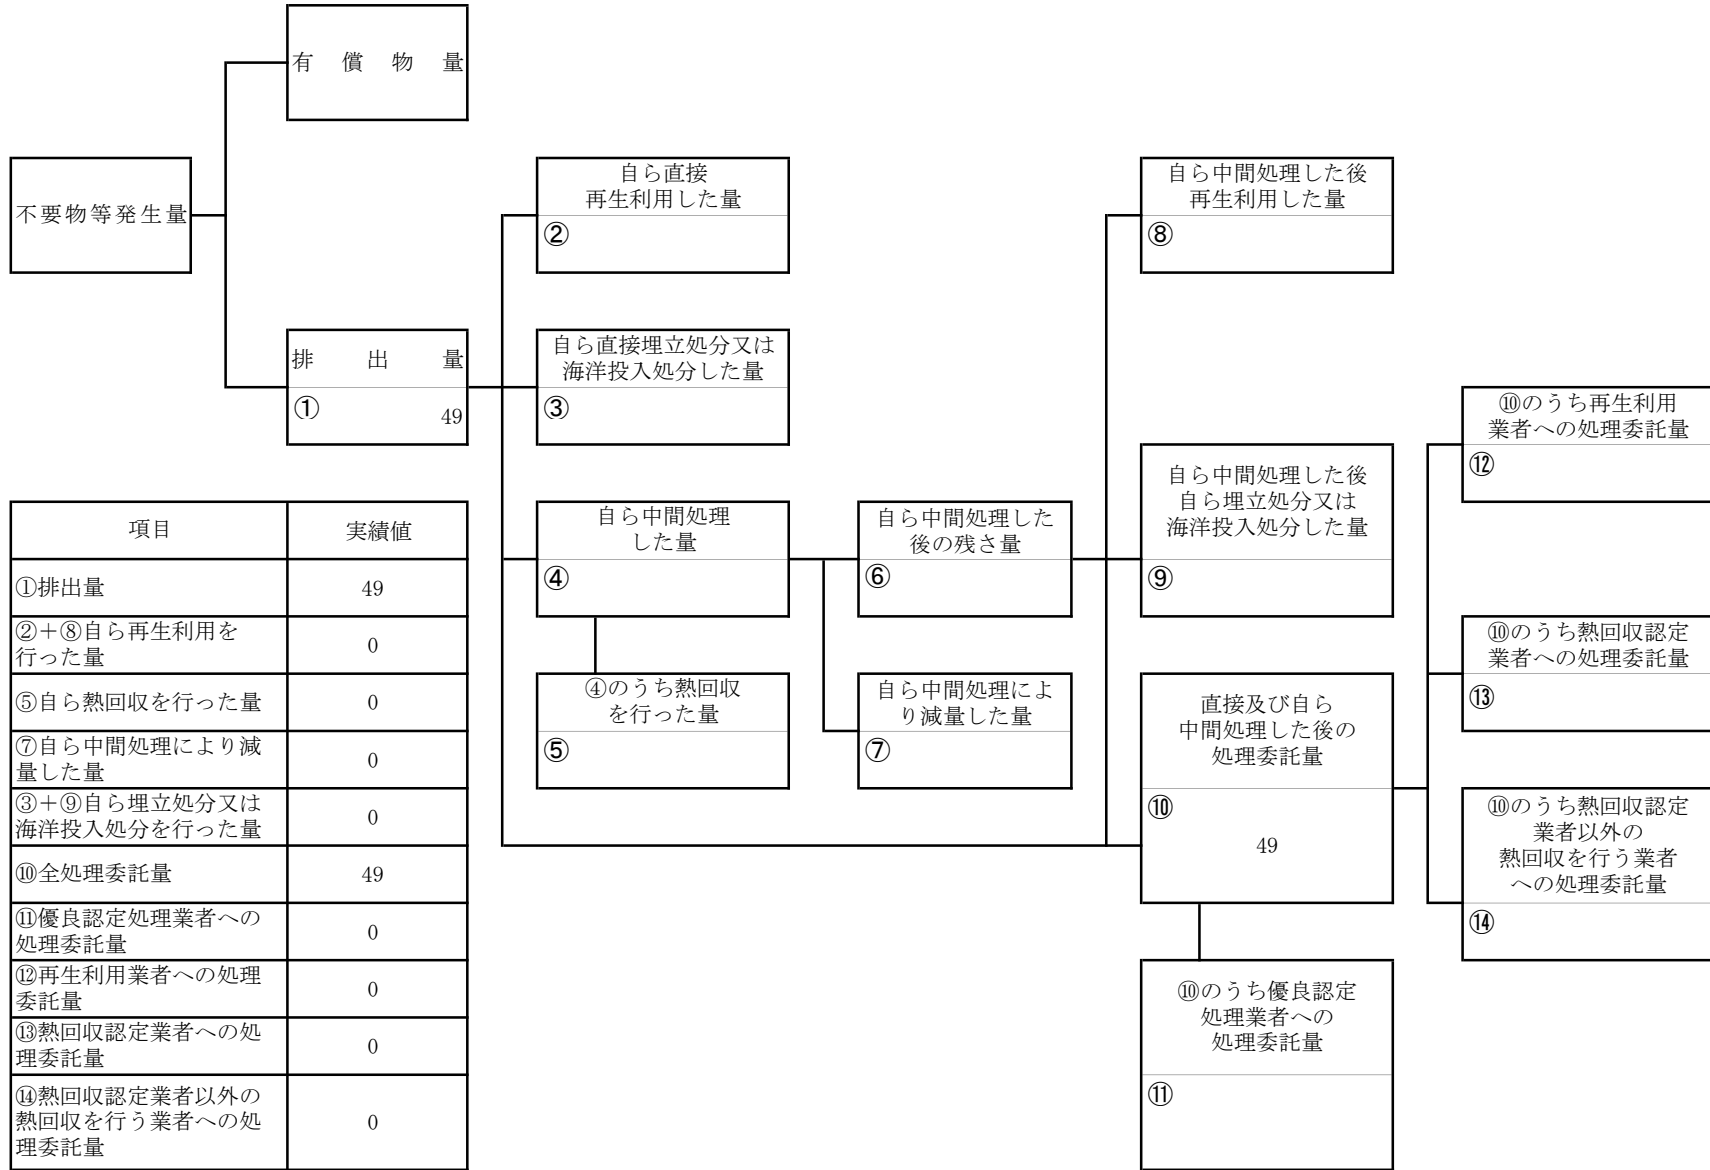 有償物量
不要物等発生量
排出量
①
49
自ら直接
再生利用した量
②
自ら直接埋立処分又は
海洋投入処分した量
③
自ら中間処理
した量
④
④のうち熱回収
を行った量
⑤
自ら中間処理した
後の残さ量
⑥
自ら中間処理によ
り減量した量
⑦
自ら中間処理した後
再生利用した量
⑧
自ら中間処理した後
自ら埋立処分又は
海洋投入処分した量
⑨
直接及び自ら
中間処理した後の
処理委託量
⑩
49
⑩のうち優良認定
処理業者への
処理委託量
⑪
⑩のうち再生利用
業者への処理委託量
⑫
⑩のうち熱回収認定
業者への処理委託量
⑬
⑩のうち熱回収認定
業者以外の
熱回収を行う業者
への処理委託量
⑭
項目 実績値
①排出量 49
②+⑧自ら再生利用を
行った量 0
⑤自ら熱回収を行った量 0
⑦自ら中間処理により減
量した量 0
③+⑨自ら埋立処分又は
海洋投入処分を行った量 0
⑩全処理委託量 49
⑪優良認定処理業者への
処理委託量 0
⑫再生利用業者への処理
委託量 0
⑬熱回収認定業者への処
理委託量 0
⑭熱回収認定業者以外の
熱回収を行う業者への処
理委託量 0